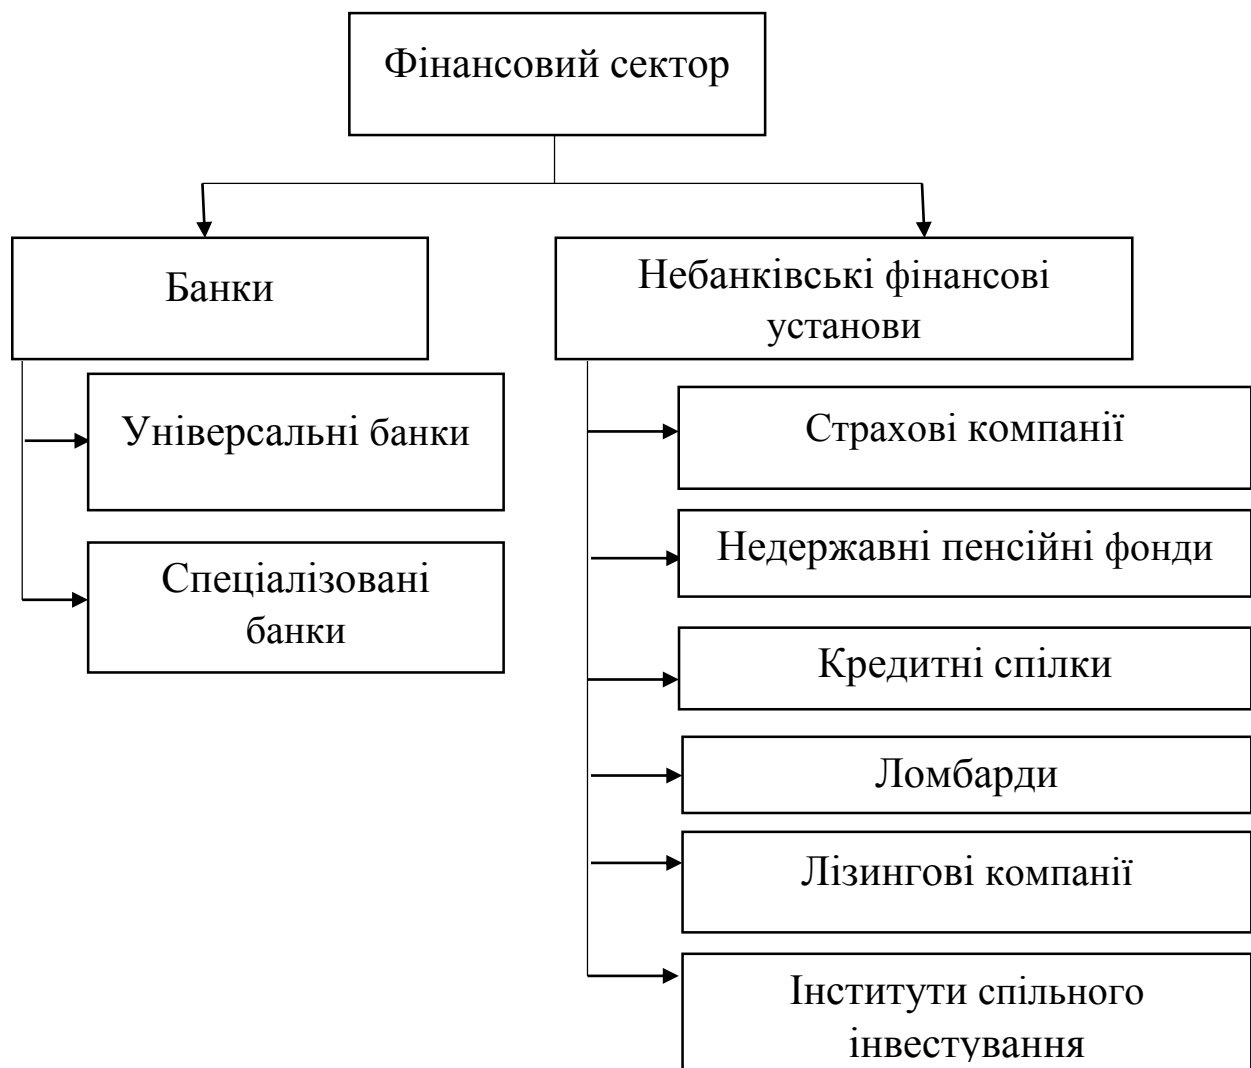 Фінансовий сектор
Банки
Небанківські фінансові
установи
Універсальні банки
Спеціалізовані
банки
Страхові компанії
Недержавні пенсійні фонди
Кредитні спілки
Ломбарди
Лізингові компанії
Інститути спільного
інвестування